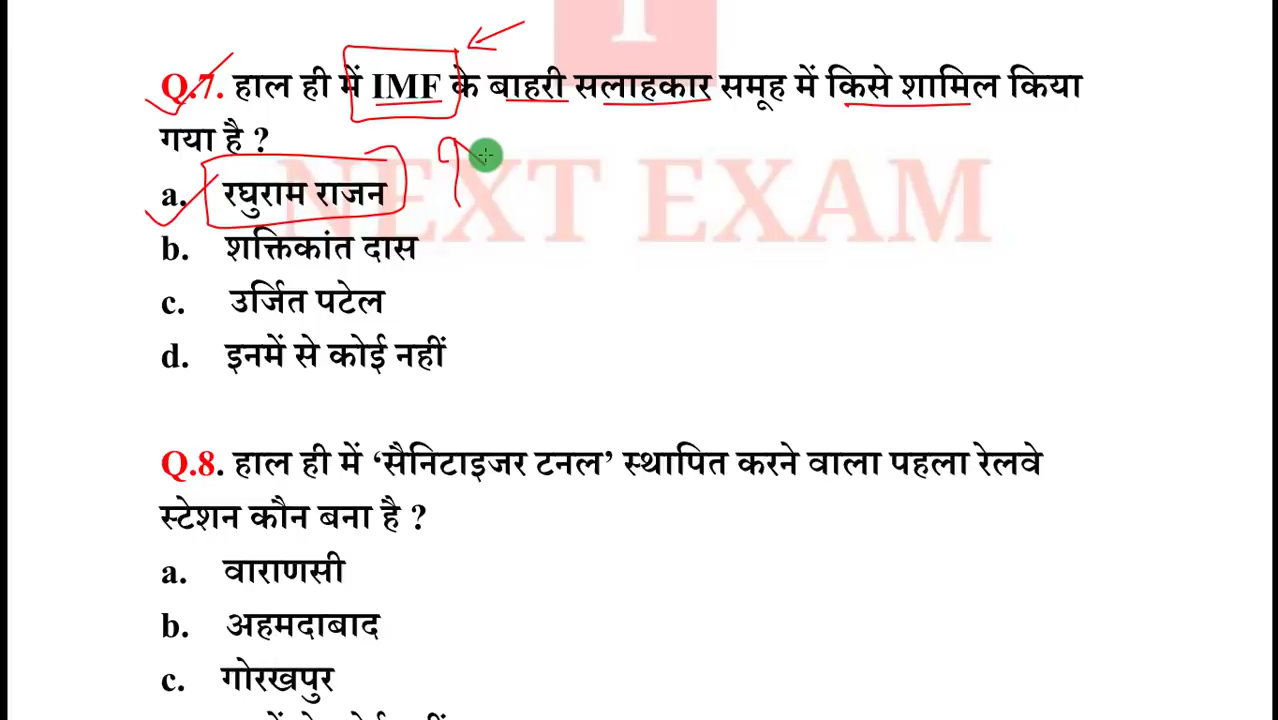 Q.7. हाल ही में IMF के बाहरी सलाहकार समूह में किसे शामिल किया
गया है ?
a. रघुराम राजन
b. शक्तिकांत दास
c. उर्जित पटेल
d. इनमें से कोई नहीं
NEXT EXAM
Q.8. हाल ही में ‘सैनिटाइजर टनल’ स्थापित करने वाला पहला रेलवे
स्टेशन कौन बना है ?
a. वाराणसी
b. अहमदाबाद
c. गोरखपुर